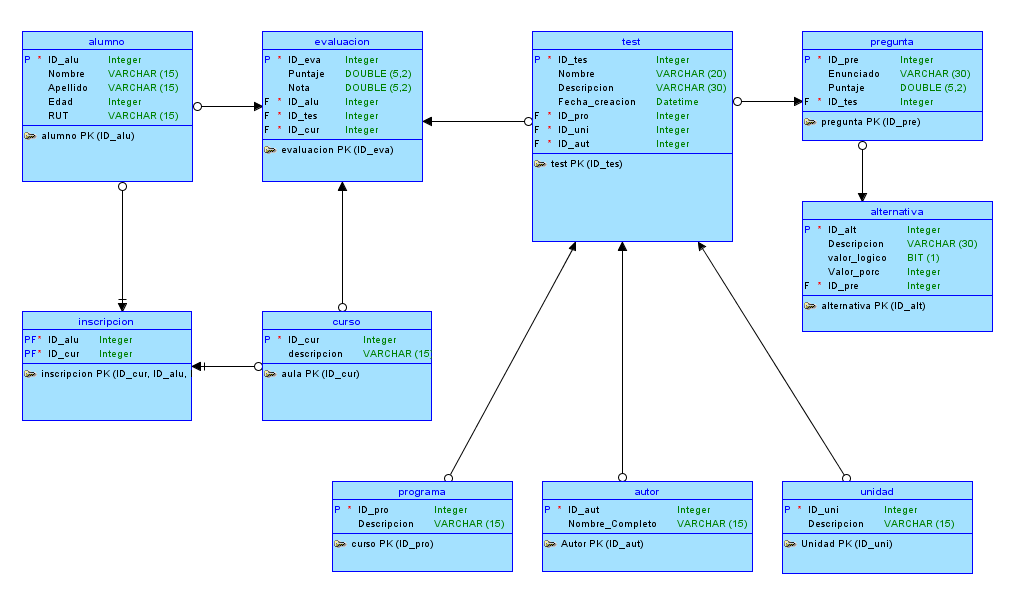 alumno
P * ID_alu Integer
Nombre VARCHAR (15)
Apellido VARCHAR (15)
Edad Integer
RUT VARCHAR (15)
alumno PK (ID_alu)
evaluacion
P * ID_eva Integer
Puntaje DOUBLE (5,2)
Nota DOUBLE (5,2)
F * ID_alu Integer
F * ID_tes Integer
F * ID_cur Integer
evaluacion PK (ID_eva)
test
P * ID_tes Integer
Nombre VARCHAR (20)
Descripcion VARCHAR (30)
Fecha_creacion Datetime
F * ID_pro Integer
F * ID_uni Integer
F * ID_aut Integer
test PK (ID_tes)
pregunta
P * ID_pre Integer
Enunciado VARCHAR (30)
Puntaje DOUBLE (5,2)
F * ID_tes Integer
pregunta PK (ID_pre)
alternativa
P * ID_alt Integer
Descripcion VARCHAR (30)
valor_logico BIT (1)
Valor_porc Integer
F * ID_pre Integer
alternativa PK (ID_alt)
inscripcion
PF* ID_alu Integer
PF* ID_cur Integer
inscripcion PK (ID_cur, ID_alu,
curso
P * ID_cur Integer
descripcion VARCHAR (15
aula PK (ID_cur)
programa
P * ID_pro Integer
Descripcion VARCHAR (15)
curso PK (ID_pro)
autor
P * ID_aut Integer
Nombre_Completo VARCHAR (15)
Autor PK (ID_aut)
unidad
P * ID_uni Integer
Descripcion VARCHAR (15)
Unidad PK (ID_uni)